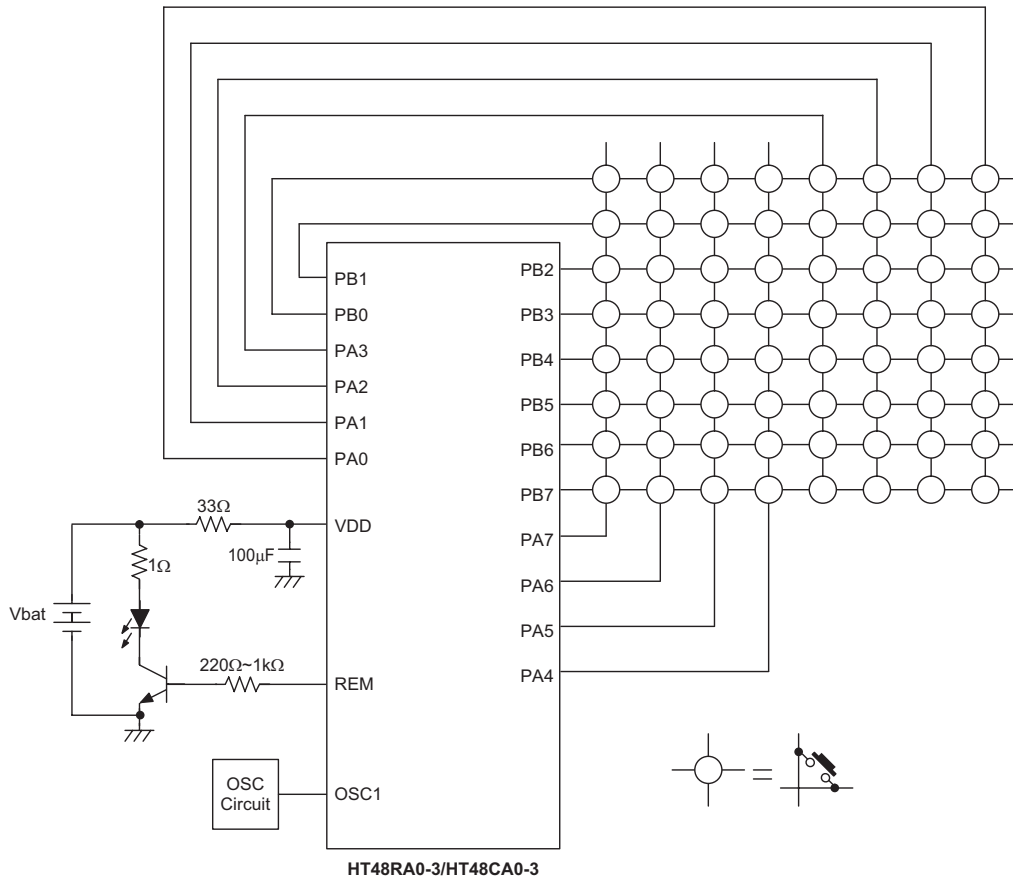 PB1
PB0
PA3
PA2
PA1
PA0
VDD
REM
OSC1
PB2
PB3
PB4
PB5
PB6
PB7
PA7
PA6
PA5
PA4
33Ω
100μF
1Ω
Vbat
220Ω~1kΩ
OSC
Circuit
HT48RA0-3/HT48CA0-3